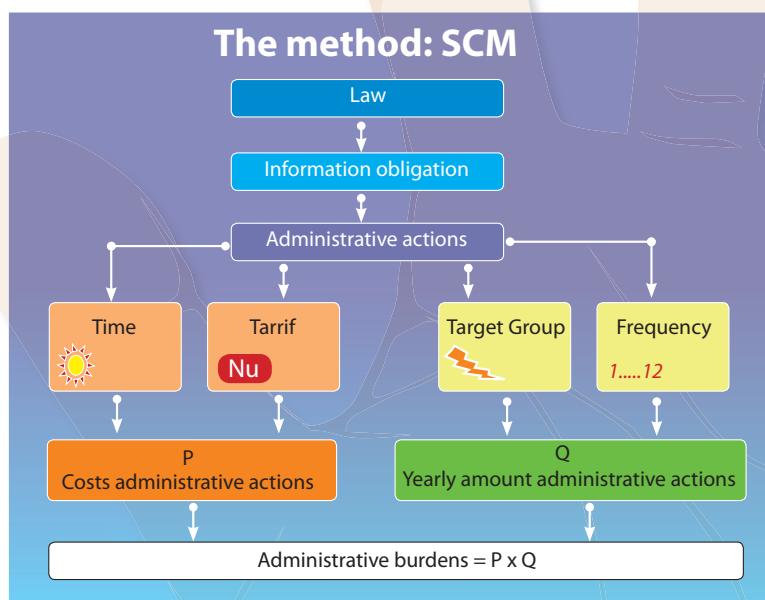 The method: SCM
Law
Information obligation
Administrative actions
Time
Tarrif
Nu
Target Group
Frequency
1.....12
P
Costs administrative actions
Q
Yearly amount administrative actions
Administrative burdens = P x Q